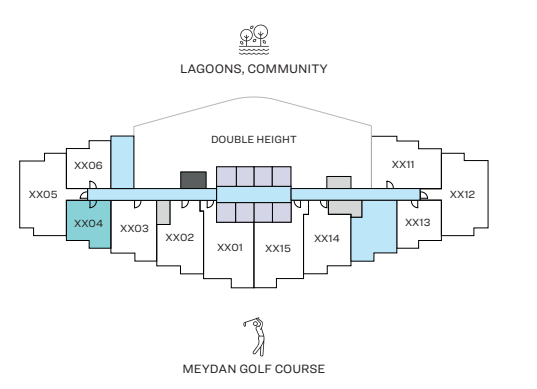 LAGOONS, COMMUNITY
DOUBLE HEIGHT
XX06
XX11
XX05
XX12
XX04
XX03
XX02
XX01
XX15
XX14
XX13
MEYDAN GOLF COURSE